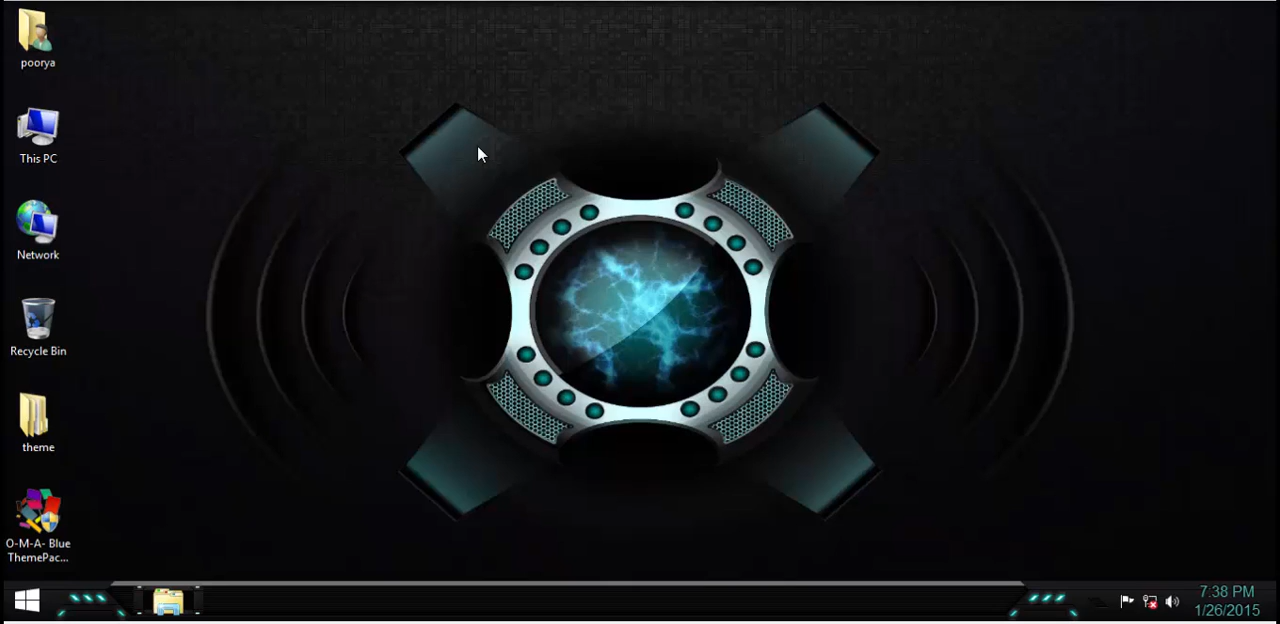 poorya
This PC
Network
Recycle Bin
theme
O-M-A- Blue
ThemePac...
7:38 PM
1/26/2015